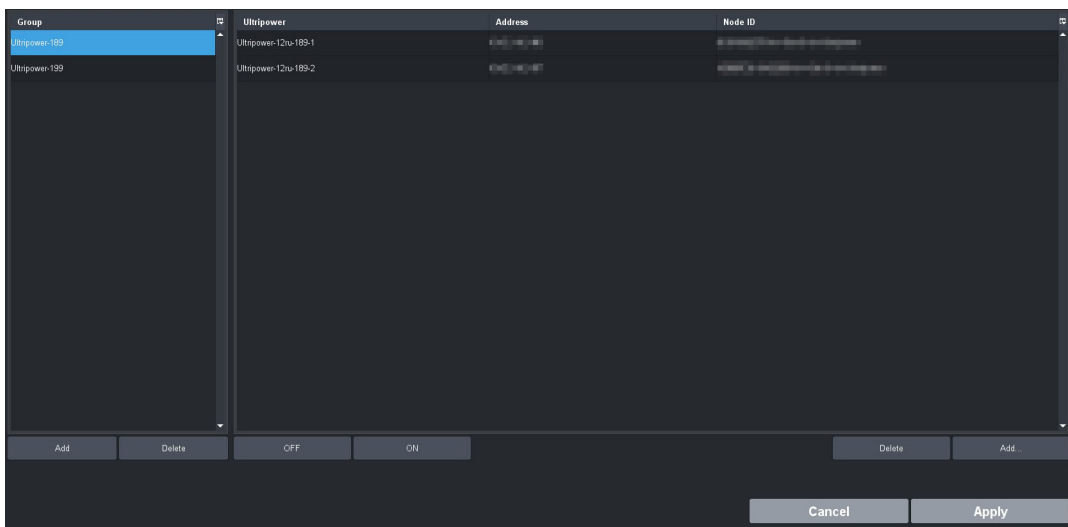 Group Ultripower Address Node ID
Ultripower-189 Ultripower-12ru-189-1
Ultripower-199 Ultripower-12ru-189-2
Add Delete OFF ON Delete Add...
Cancel Apply